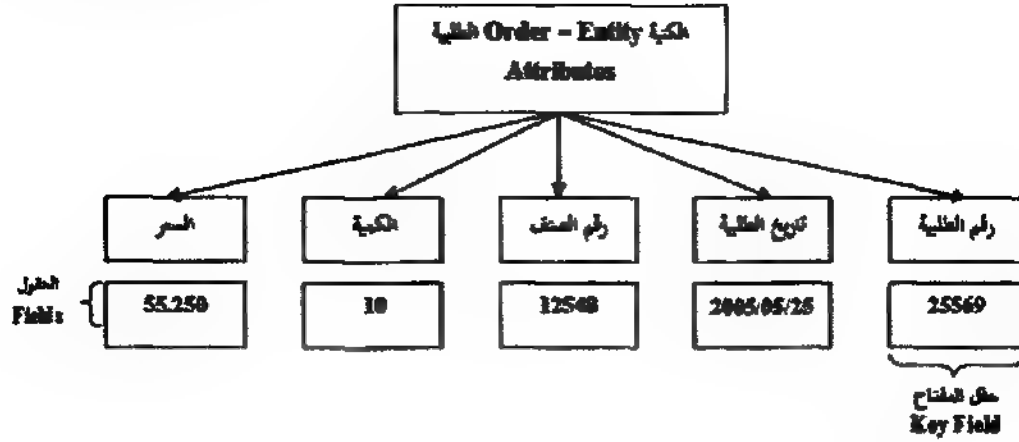 الطلبية Order – Entity
Attributes
رقم الطلبية
تاريخ الطلبية
رقم الصنف
الكمية
السعر
الحقول
Fields
25569
2005/05/25
12548
10
55.250
حقل المفتاح
Key Field